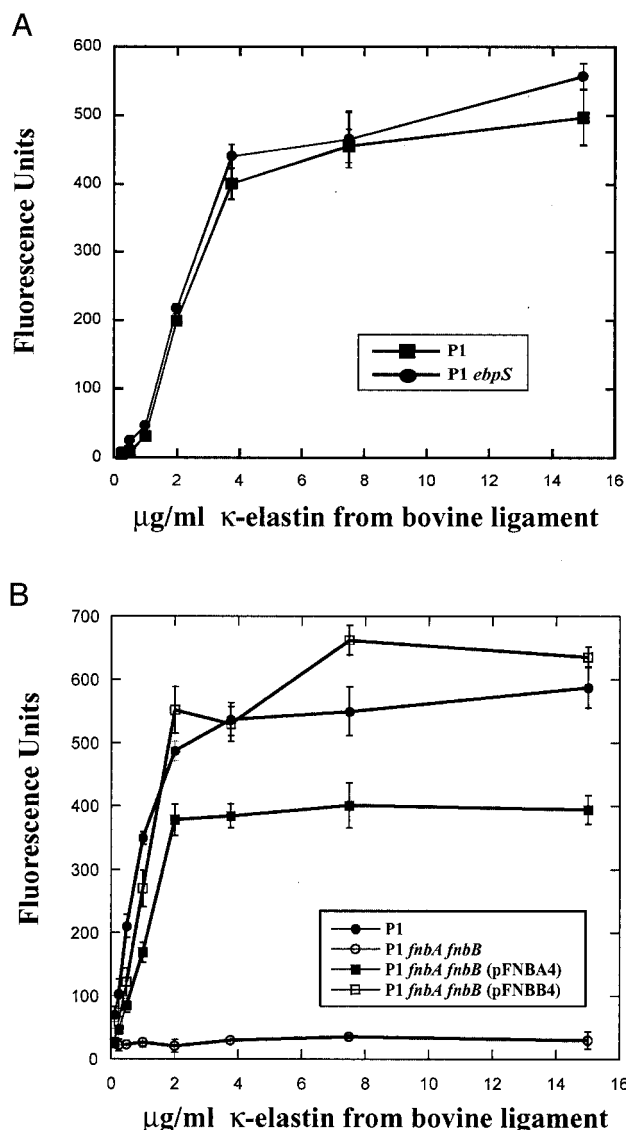 A
600
500
400
300
200
100
0
Fluorescence Units
P1
P1 ebpS
0 2 4 6 8 10 12 14 16
μg/ml κ-elastin from bovine ligament
B
700
600
500
400
300
200
100
0
Fluorescence Units
P1
P1 fnbA fnbB
P1 fnbA fnbB (pFNBA4)
P1 fnbA fnbB (pFNBB4)
0 2 4 6 8 10 12 14 16
μg/ml κ-elastin from bovine ligament